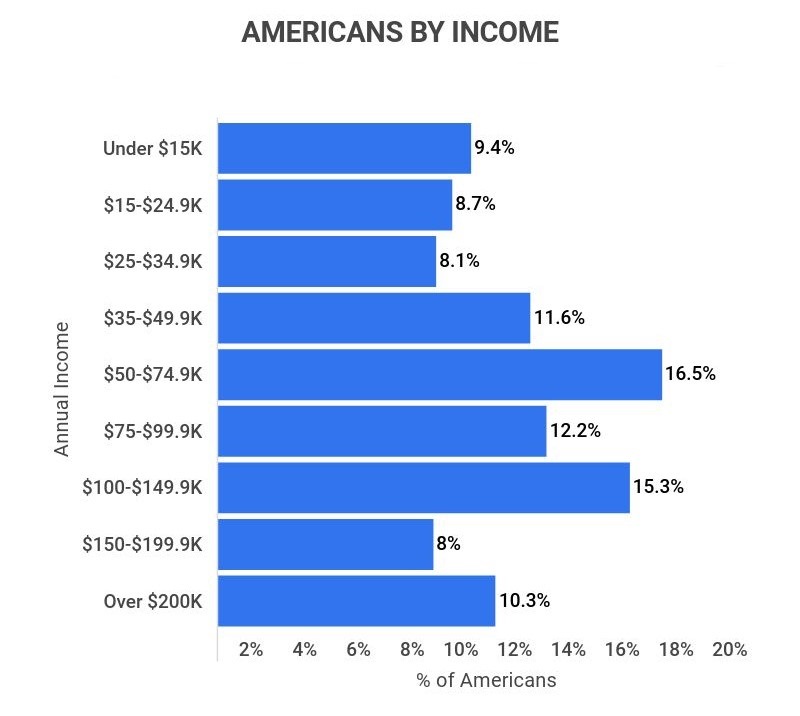 AMERICANS BY INCOME
Under $15K 9.4%
$15-$24.9K 8.7%
$25-$34.9K 8.1%
$35-$49.9K 11.6%
$50-$74.9K 16.5%
$75-$99.9K 12.2%
$100-$149.9K 15.3%
$150-$199.9K 8%
Over $200K 10.3%
Annual Income
2% 4% 6% 8% 10% 12% 14% 16% 18% 20%
% of Americans